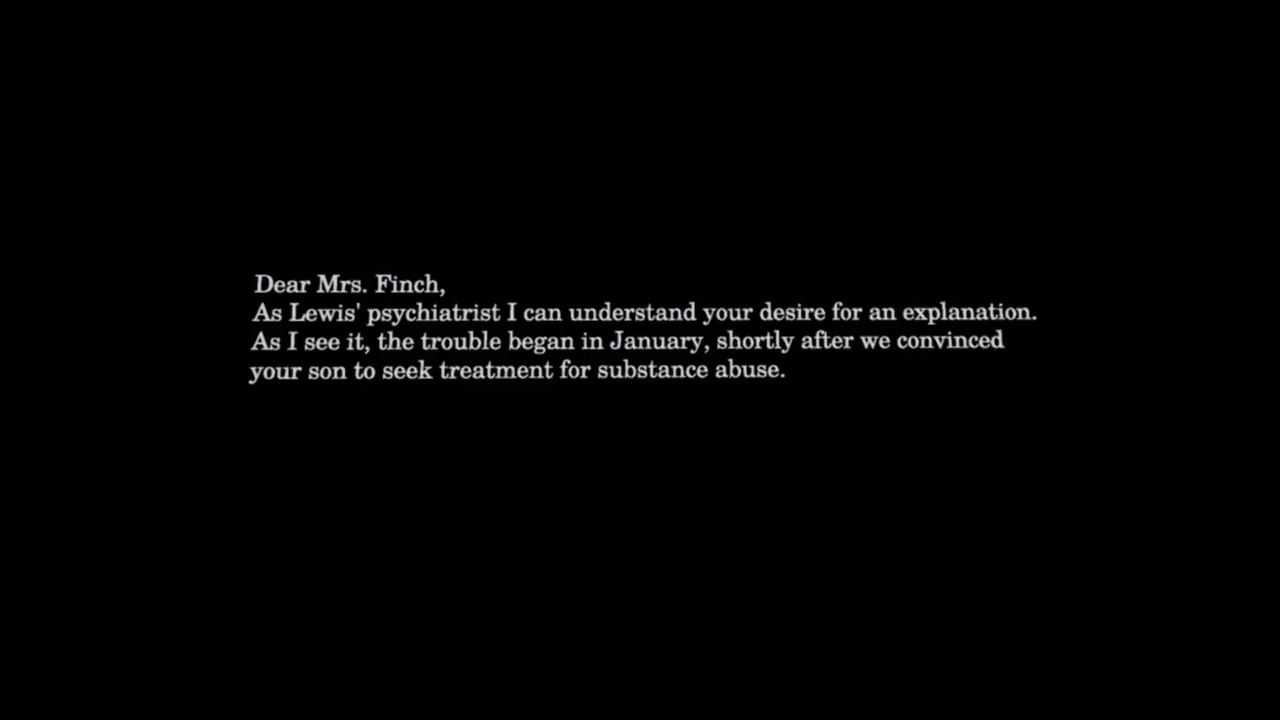 Dear Mrs. Finch,
As Lewis' psychiatrist I can understand your desire for an explanation.
As I see it, the trouble began in January, shortly after we convinced
your son to seek treatment for substance abuse.